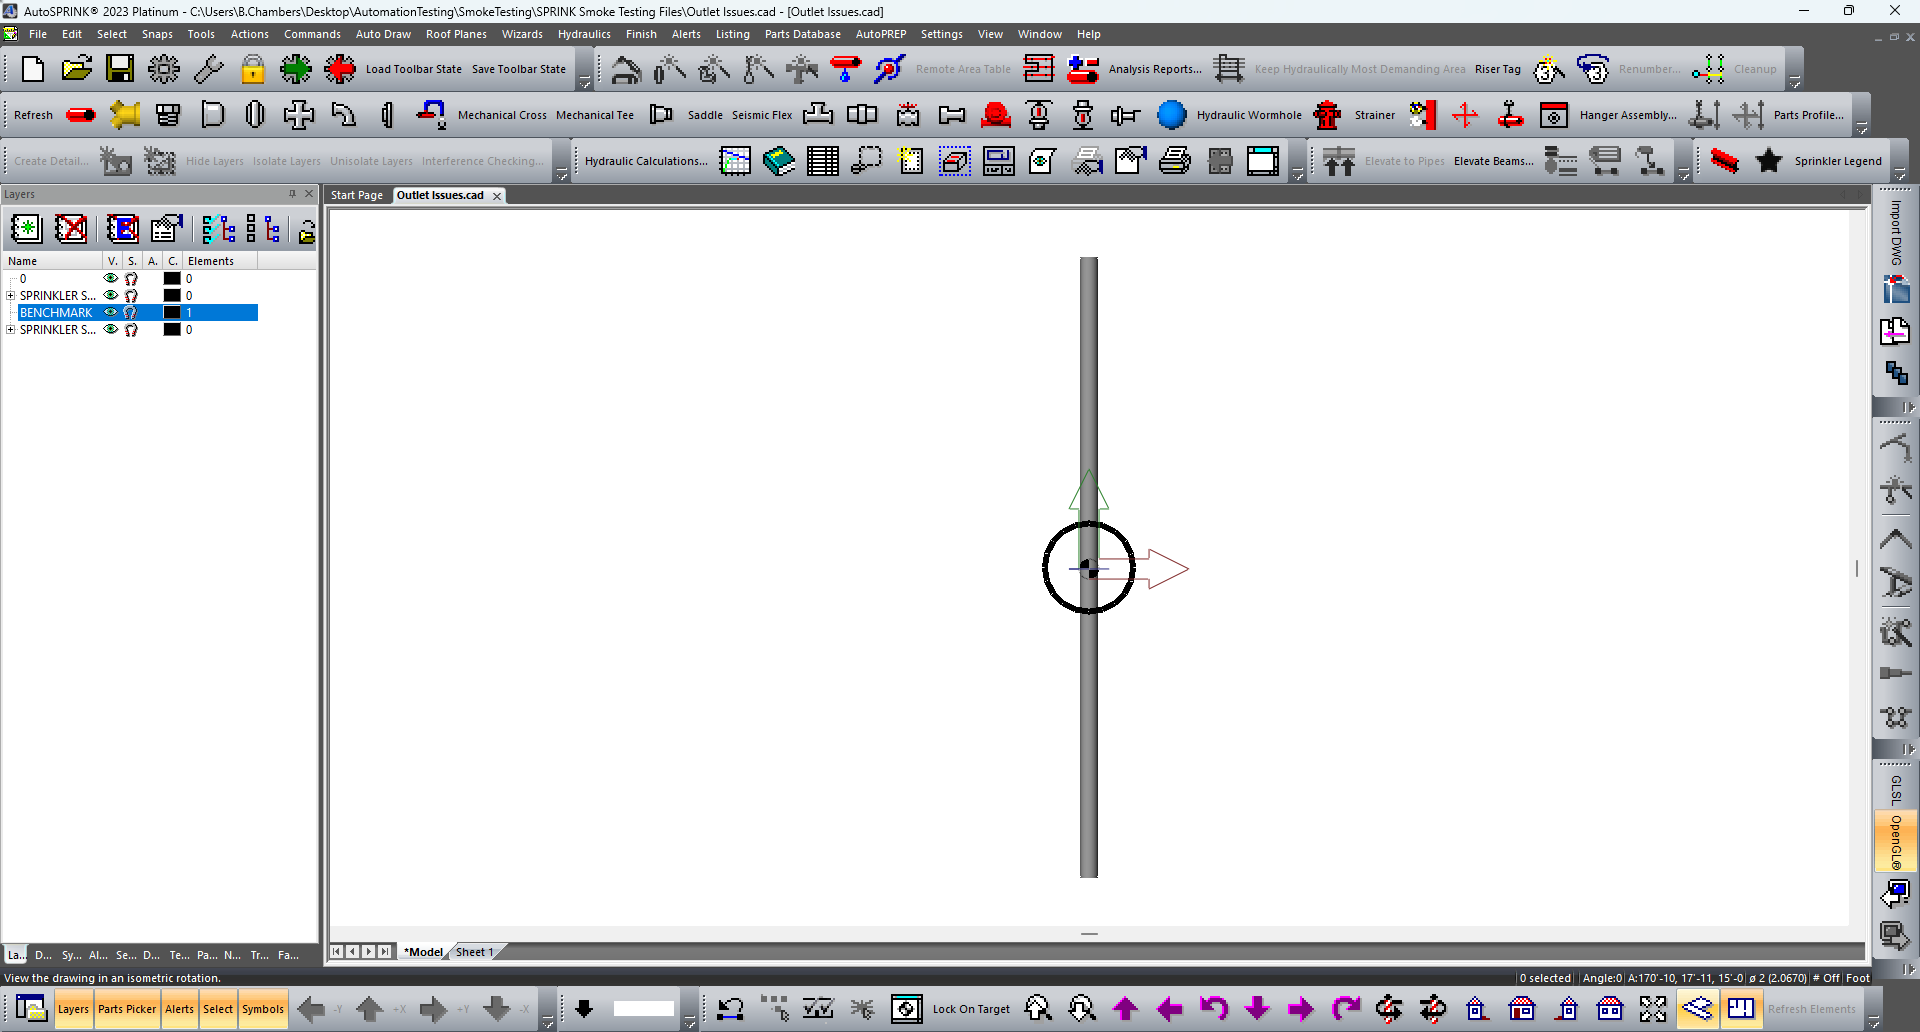 AutoSPRINK® 2023 Platinum - C:\Users\B.Chambers\Desktop\AutomationTesting\SmokeTesting\SPRINK Smoke Testing Files\Outlet Issues.cad - [Outlet Issues.cad]
File Edit Select Snaps Tools Actions Commands Auto Draw Roof Planes Wizards Hydraulics Finish Alerts Listing Parts Database AutoPREP Settings View Window Help
Load Toolbar State Save Toolbar State Remote Area Table Analysis Reports... Keep Hydraulically Most Demanding Area Riser Tag Renumber... Cleanup
Refresh Mechanical Cross Mechanical Tee Saddle Seismic Flex Hydraulic Wormhole Strainer Hanger Assembly... Parts Profile...
Create Detail... Hide Layers Isolate Layers Unisolate Layers Interference Checking... Hydraulic Calculations... Elevate to Pipes Elevate Beams... Sprinkler Legend
Layers
Start Page Outlet Issues.cad
Name V. S. A. C. Elements
0 0
SPRINKLER S... 0
BENCHMARK 1
SPRINKLER S... 0
Import DWG
GLSL
OpenGL®
*Model Sheet 1
La... D... Sy... Al... Se... D... Te... Pa... N... Tr... Fa...
View the drawing in an isometric rotation.
0 selected Angle:0 A:170'-10, 17'-11, 15'-0 ø 2 (2.0670) # Off Foot
Layers Parts Picker Alerts Select Symbols -Y +X +Y -X Lock On Target Refresh Elements